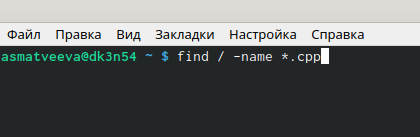 Файл Правка Вид Закладки Настройка Справка
asmatveeva@dk3n54 ~ $ find / -name *.cpp